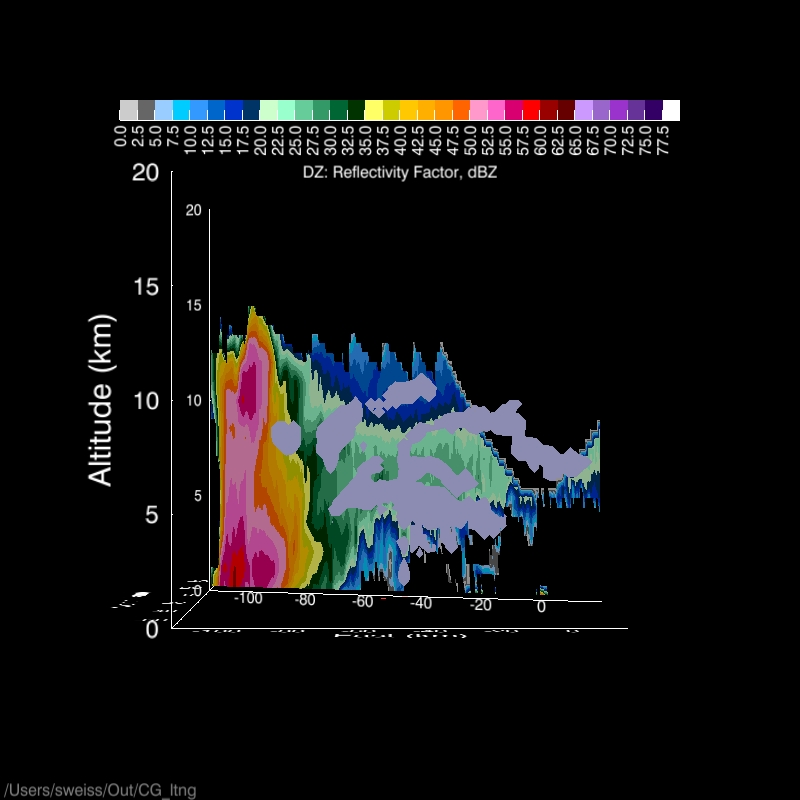 0.0 2.5 5.0 7.5 10.0 12.5 15.0 17.5 20.0 22.5 25.0 27.5 30.0 32.5 35.0 37.5 40.0 42.5 45.0 47.5 50.0 52.5 55.0 57.5 60.0 62.5 65.0 67.5 70.0 72.5 75.0 77.5
DZ: Reflectivity Factor, dBZ
20
20
15
15
10
10
5
5
0
0
Altitude (km)
-100 -80 -60 -40 -20 0
East (km)
/Users/sweiss/Out/CG_ltng